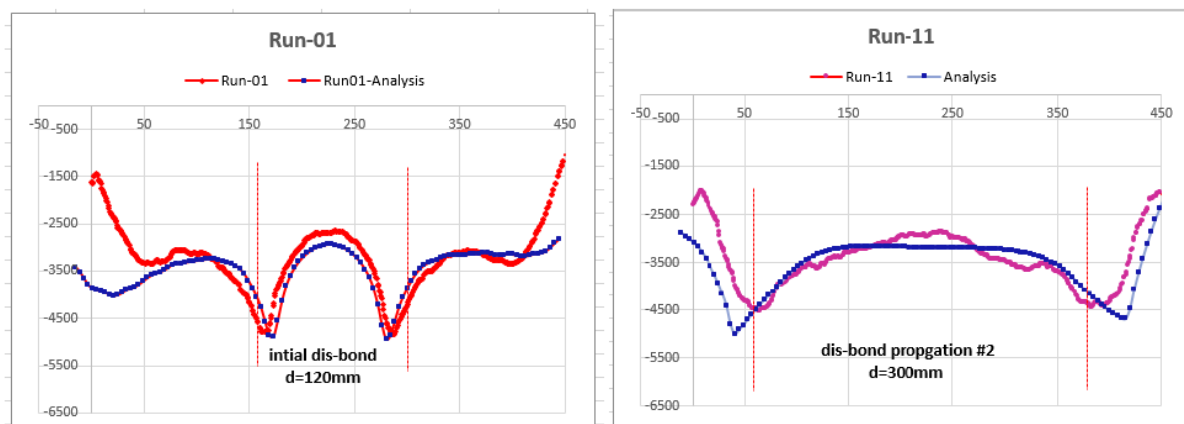 Run-01
Run-01 Run01-Analysis
-50 50 150 250 350 450
-500
-1500
-2500
-3500
-4500
-5500
-6500
intial dis-bond
d=120mm
Run-11
Run-11 Analysis
-50 50 150 250 350 450
-500
-1500
-2500
-3500
-4500
-5500
-6500
dis-bond propgation #2
d=300mm